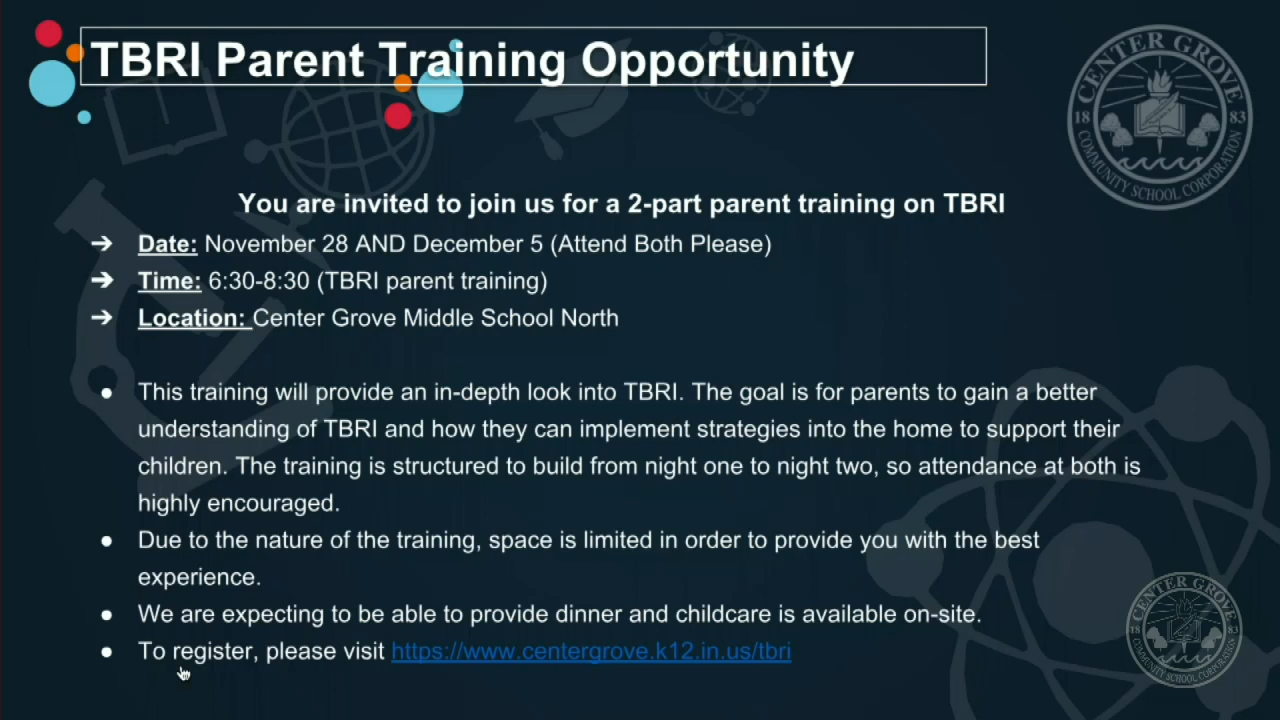 TBRI Parent Training Opportunity
CENTER GROVE
18 83
COMMUNITY SCHOOL CORPORATION
You are invited to join us for a 2-part parent training on TBRI
➔ Date: November 28 AND December 5 (Attend Both Please)
➔ Time: 6:30-8:30 (TBRI parent training)
➔ Location: Center Grove Middle School North
● This training will provide an in-depth look into TBRI. The goal is for parents to gain a better
understanding of TBRI and how they can implement strategies into the home to support their
children. The training is structured to build from night one to night two, so attendance at both is
highly encouraged.
● Due to the nature of the training, space is limited in order to provide you with the best
experience.
● We are expecting to be able to provide dinner and childcare is available on-site.
● To register, please visit https://www.centergrove.k12.in.us/tbri
CENTER GROVE
18 83
COMMUNITY SCHOOL CORPORATION